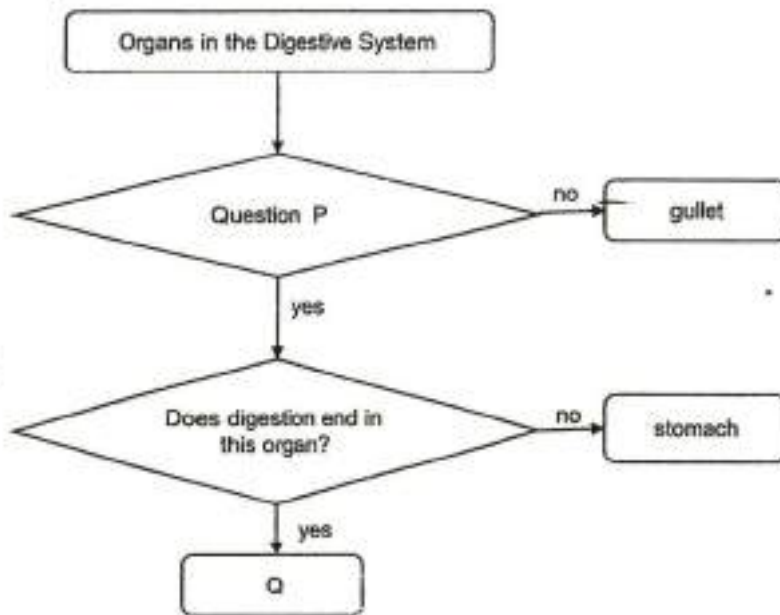 Organs in the Digestive System
Question P
no
gullet
yes
Does digestion end in
this organ?
no
stomach
yes
Q